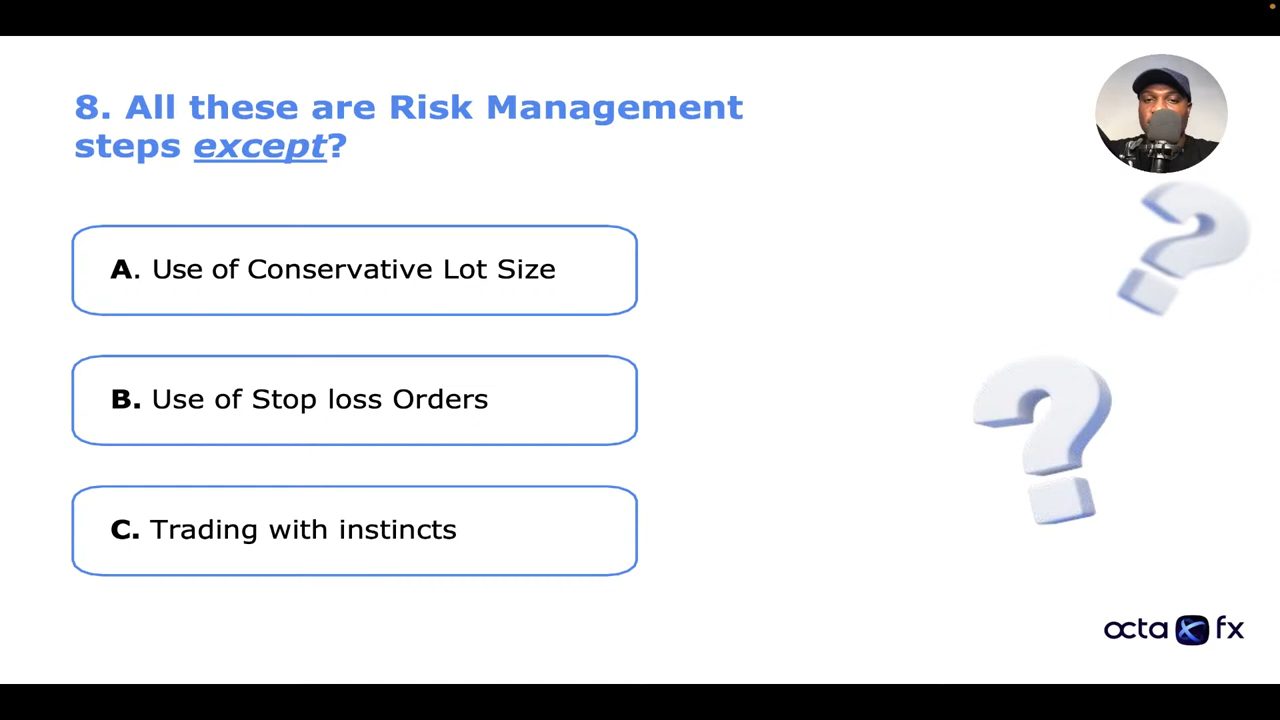 8. All these are Risk Management
steps except?
A. Use of Conservative Lot Size
B. Use of Stop loss Orders
C. Trading with instincts
octa fx